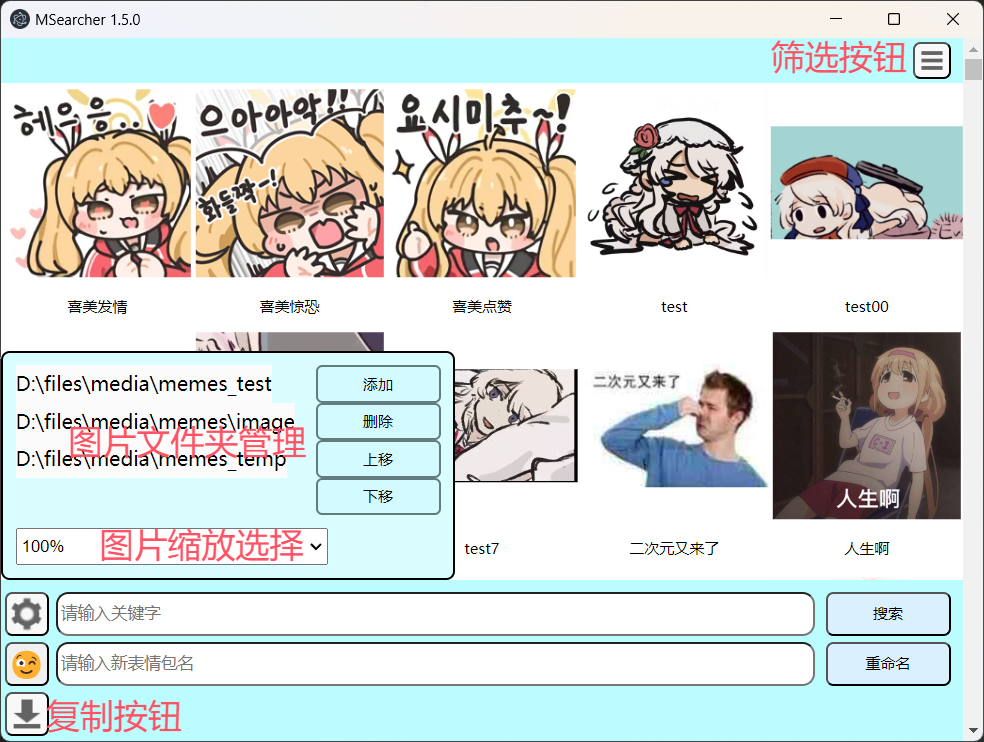 MSearcher 1.5.0
筛选按钮
헤우응..
으아아악!!
화들짝~!
요시미추~!
喜美发情
喜美惊恐
喜美点赞
test
test00
D:\files\media\memes_test
添加
D:\files\media\memes\image
删除
图片文件夹管理
D:\files\media\memes_temp
上移
下移
100%
图片缩放选择
二次元又来了
人生啊
test7
二次元又来了
人生啊
请输入关键字
搜索
请输入新表情包名
重命名
复制按钮